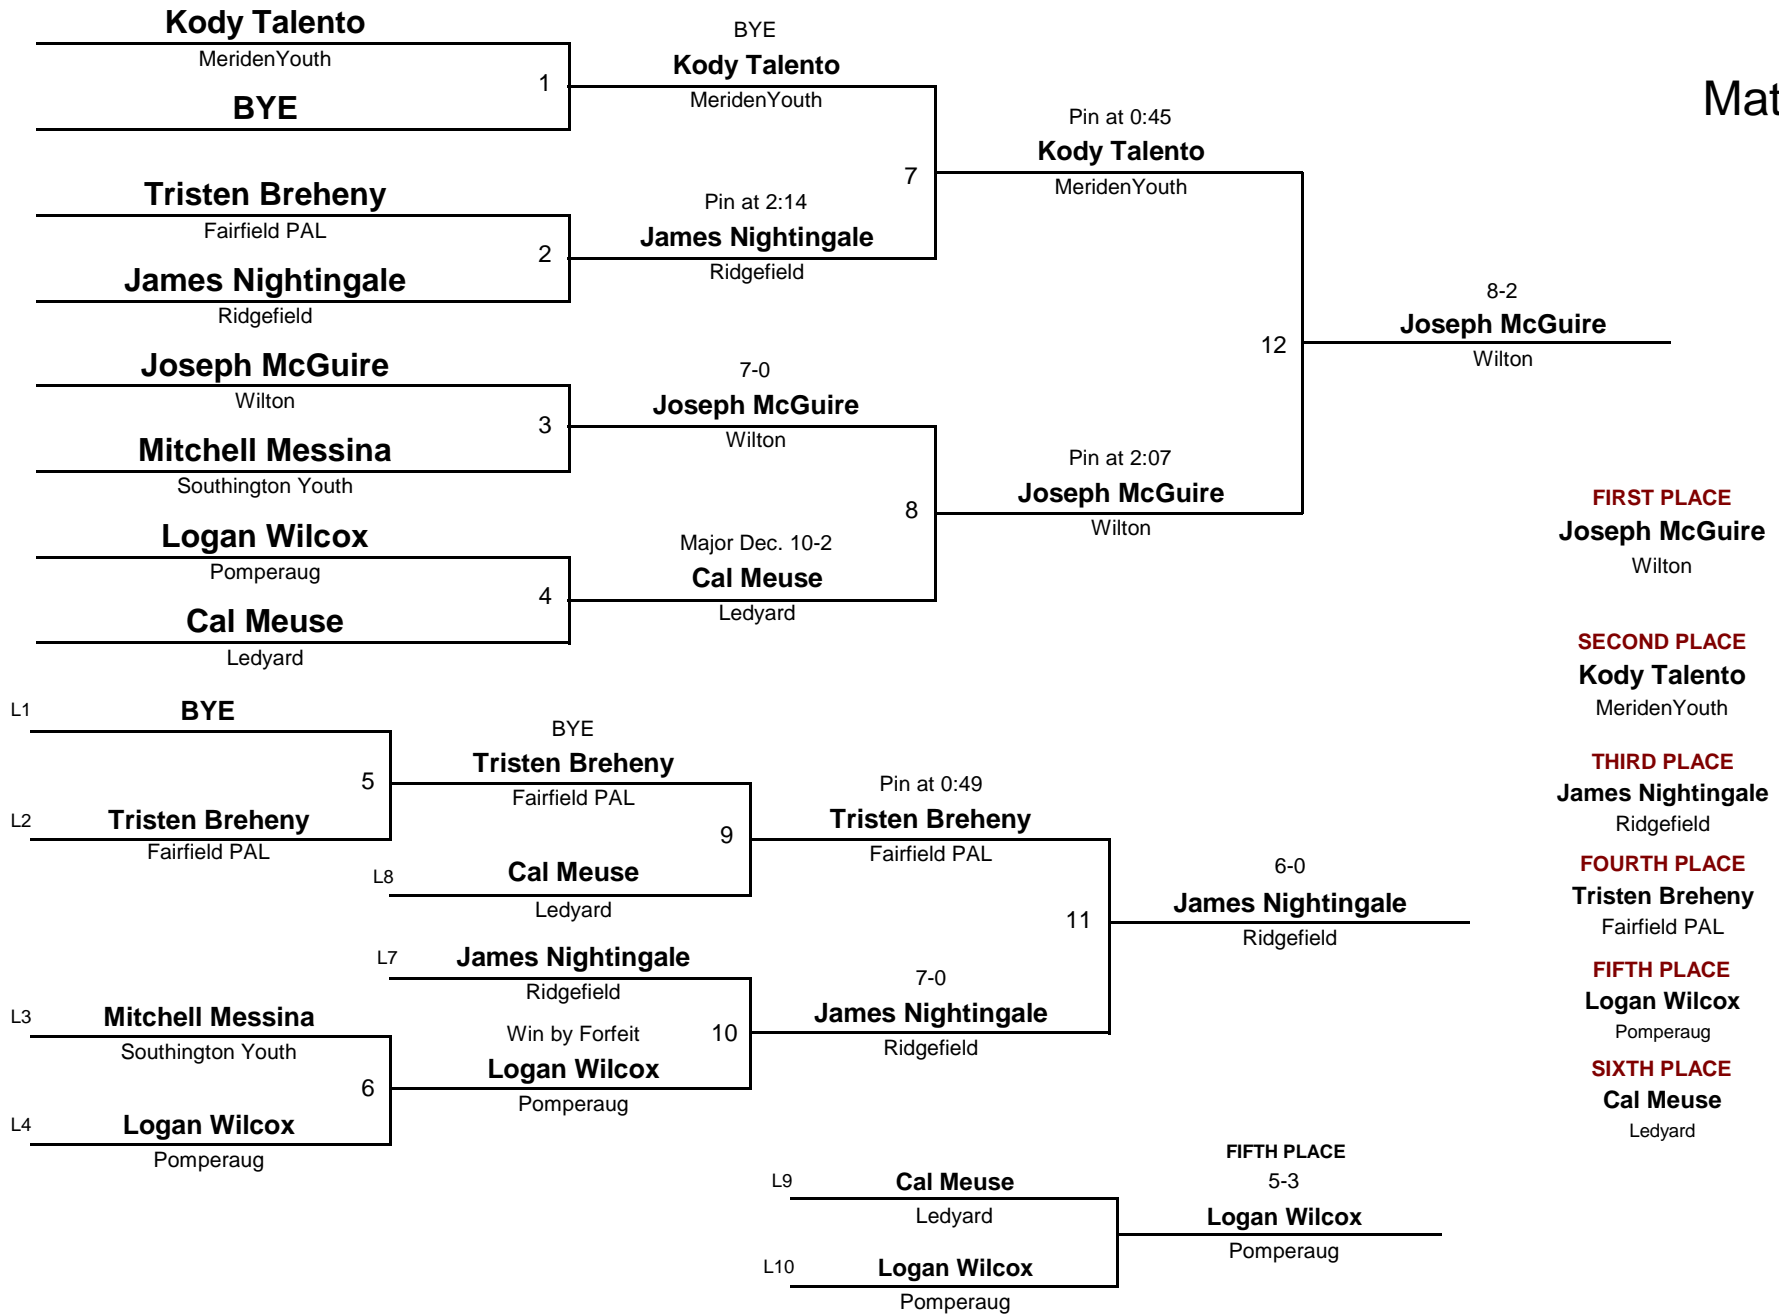 Kody Talento
MeridenYouth
1
BYE
BYE
Kody Talento
MeridenYouth
Mat
Tristen Breheny
Fairfield PAL
2
James Nightingale
Ridgefield
Pin at 2:14
James Nightingale
Ridgefield
7
Pin at 0:45
Kody Talento
MeridenYouth
Joseph McGuire
Wilton
3
Mitchell Messina
Southington Youth
7-0
Joseph McGuire
Wilton
Logan Wilcox
Pomperaug
4
Cal Meuse
Ledyard
Major Dec. 10-2
Cal Meuse
Ledyard
8
Pin at 2:07
Joseph McGuire
Wilton
12
8-2
Joseph McGuire
Wilton
FIRST PLACE
Joseph McGuire
Wilton
SECOND PLACE
Kody Talento
MeridenYouth
THIRD PLACE
James Nightingale
Ridgefield
FOURTH PLACE
Tristen Breheny
Fairfield PAL
FIFTH PLACE
Logan Wilcox
Pomperaug
SIXTH PLACE
Cal Meuse
Ledyard
L1
BYE
5
L2
Tristen Breheny
Fairfield PAL
BYE
Tristen Breheny
Fairfield PAL
9
L8
Cal Meuse
Ledyard
Pin at 0:49
Tristen Breheny
Fairfield PAL
L7
James Nightingale
Ridgefield
10
L3
Mitchell Messina
Southington Youth
6
L4
Logan Wilcox
Pomperaug
Win by Forfeit
Logan Wilcox
Pomperaug
7-0
James Nightingale
Ridgefield
11
6-0
James Nightingale
Ridgefield
L9
Cal Meuse
Ledyard
L10
Logan Wilcox
Pomperaug
FIFTH PLACE
5-3
Logan Wilcox
Pomperaug